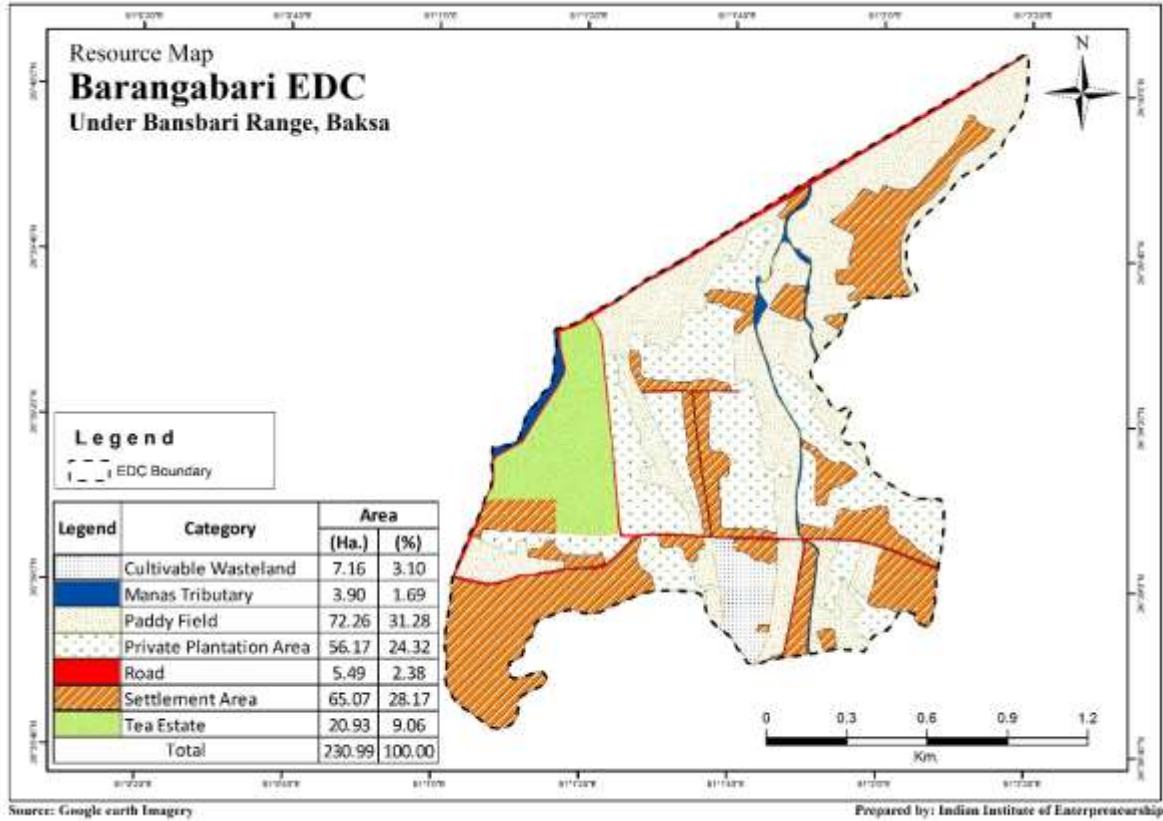 Resource Map
Barangabari EDC
Under Bansbari Range, Baksa
N
Legend
EDC Boundary
Legend Category Area
(Ha.) (%)
Cultivable Wasteland 7.16 3.10
Manas Tributary 3.90 1.69
Paddy Field 72.26 31.28
Private Plantation Area 56.17 24.32
Road 5.49 2.38
Settlement Area 65.07 28.17
Tea Estate 20.93 9.06
Total 230.99 100.00
0 0.3 0.6 0.9 1.2
Km.
Source: Google earth Imagery
Prepared by: Indian Institute of Enterpreneurship